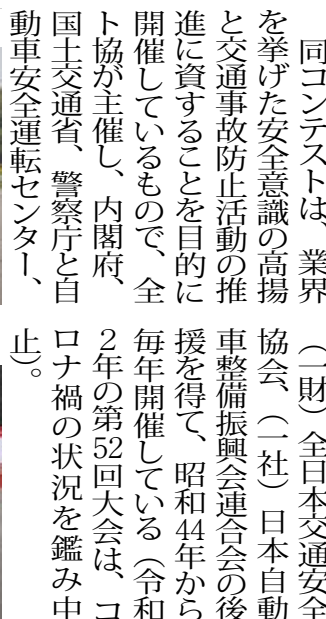 同コンテストは、業界
を挙げた安全意識の高揚
と交通事故防止活動の推
進に資することを目的に
開催しているもので、全
ト協が主催し、内閣府、
国土交通省、警察庁と自
動車安全運転センター、
（一財）全日本交通安全
協会、（一社）日本自動
車整備振興会連合会の後
援を得て、昭和44年から
毎年開催している（令和
２年の第52回大会は、コ
ロナ禍の状況を鑑み中
止）。